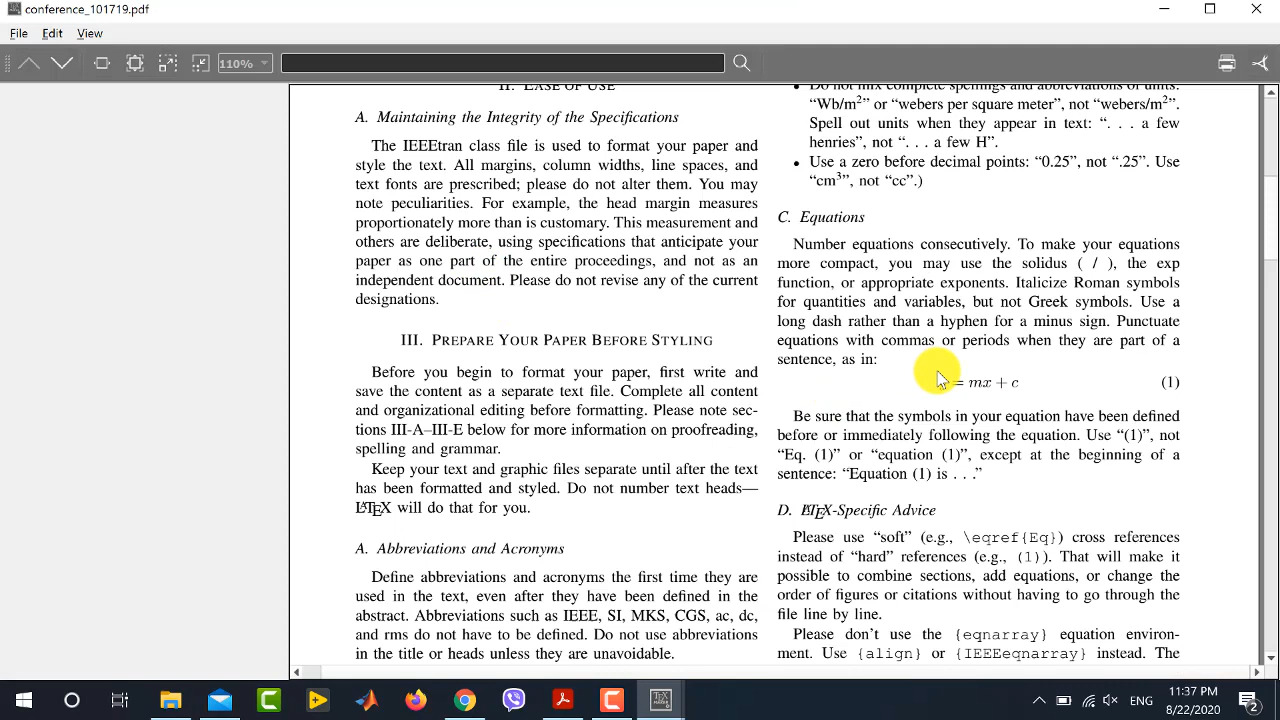 conference_101719.pdf
File Edit View
110%
II. EASE OF USE
A. Maintaining the Integrity of the Specifications
The IEEEtran class file is used to format your paper and
style the text. All margins, column widths, line spaces, and
text fonts are prescribed; please do not alter them. You may
note peculiarities. For example, the head margin measures
proportionately more than is customary. This measurement and
others are deliberate, using specifications that anticipate your
paper as one part of the entire proceedings, and not as an
independent document. Please do not revise any of the current
designations.
III. PREPARE YOUR PAPER BEFORE STYLING
Before you begin to format your paper, first write and
save the content as a separate text file. Complete all content
and organizational editing before formatting. Please note sec-
tions III-A–III-E below for more information on proofreading,
spelling and grammar.
Keep your text and graphic files separate until after the text
has been formatted and styled. Do not number text heads—
LATEX will do that for you.
A. Abbreviations and Acronyms
Define abbreviations and acronyms the first time they are
used in the text, even after they have been defined in the
abstract. Abbreviations such as IEEE, SI, MKS, CGS, ac, dc,
and rms do not have to be defined. Do not use abbreviations
in the title or heads unless they are unavoidable.
• Do not mix complete spellings and abbreviations of units:
“Wb/m²” or “webers per square meter”, not “webers/m²”.
Spell out units when they appear in text: “. . . a few
henries”, not “. . . a few H”.
• Use a zero before decimal points: “0.25”, not “.25”. Use
“cm³”, not “cc”.)
C. Equations
Number equations consecutively. To make your equations
more compact, you may use the solidus ( / ), the exp
function, or appropriate exponents. Italicize Roman symbols
for quantities and variables, but not Greek symbols. Use a
long dash rather than a hyphen for a minus sign. Punctuate
equations with commas or periods when they are part of a
sentence, as in:
= mx + c (1)
Be sure that the symbols in your equation have been defined
before or immediately following the equation. Use “(1)”, not
“Eq. (1)” or “equation (1)”, except at the beginning of a
sentence: “Equation (1) is . . .”
D. LATEX-Specific Advice
Please use “soft” (e.g., \eqref{Eq}) cross references
instead of “hard” references (e.g., (1)). That will make it
possible to combine sections, add equations, or change the
order of figures or citations without having to go through the
file line by line.
Please don’t use the {eqnarray} equation environ-
ment. Use {align} or {IEEEeqnarray} instead. The
ENG
11:37 PM
8/22/2020
2